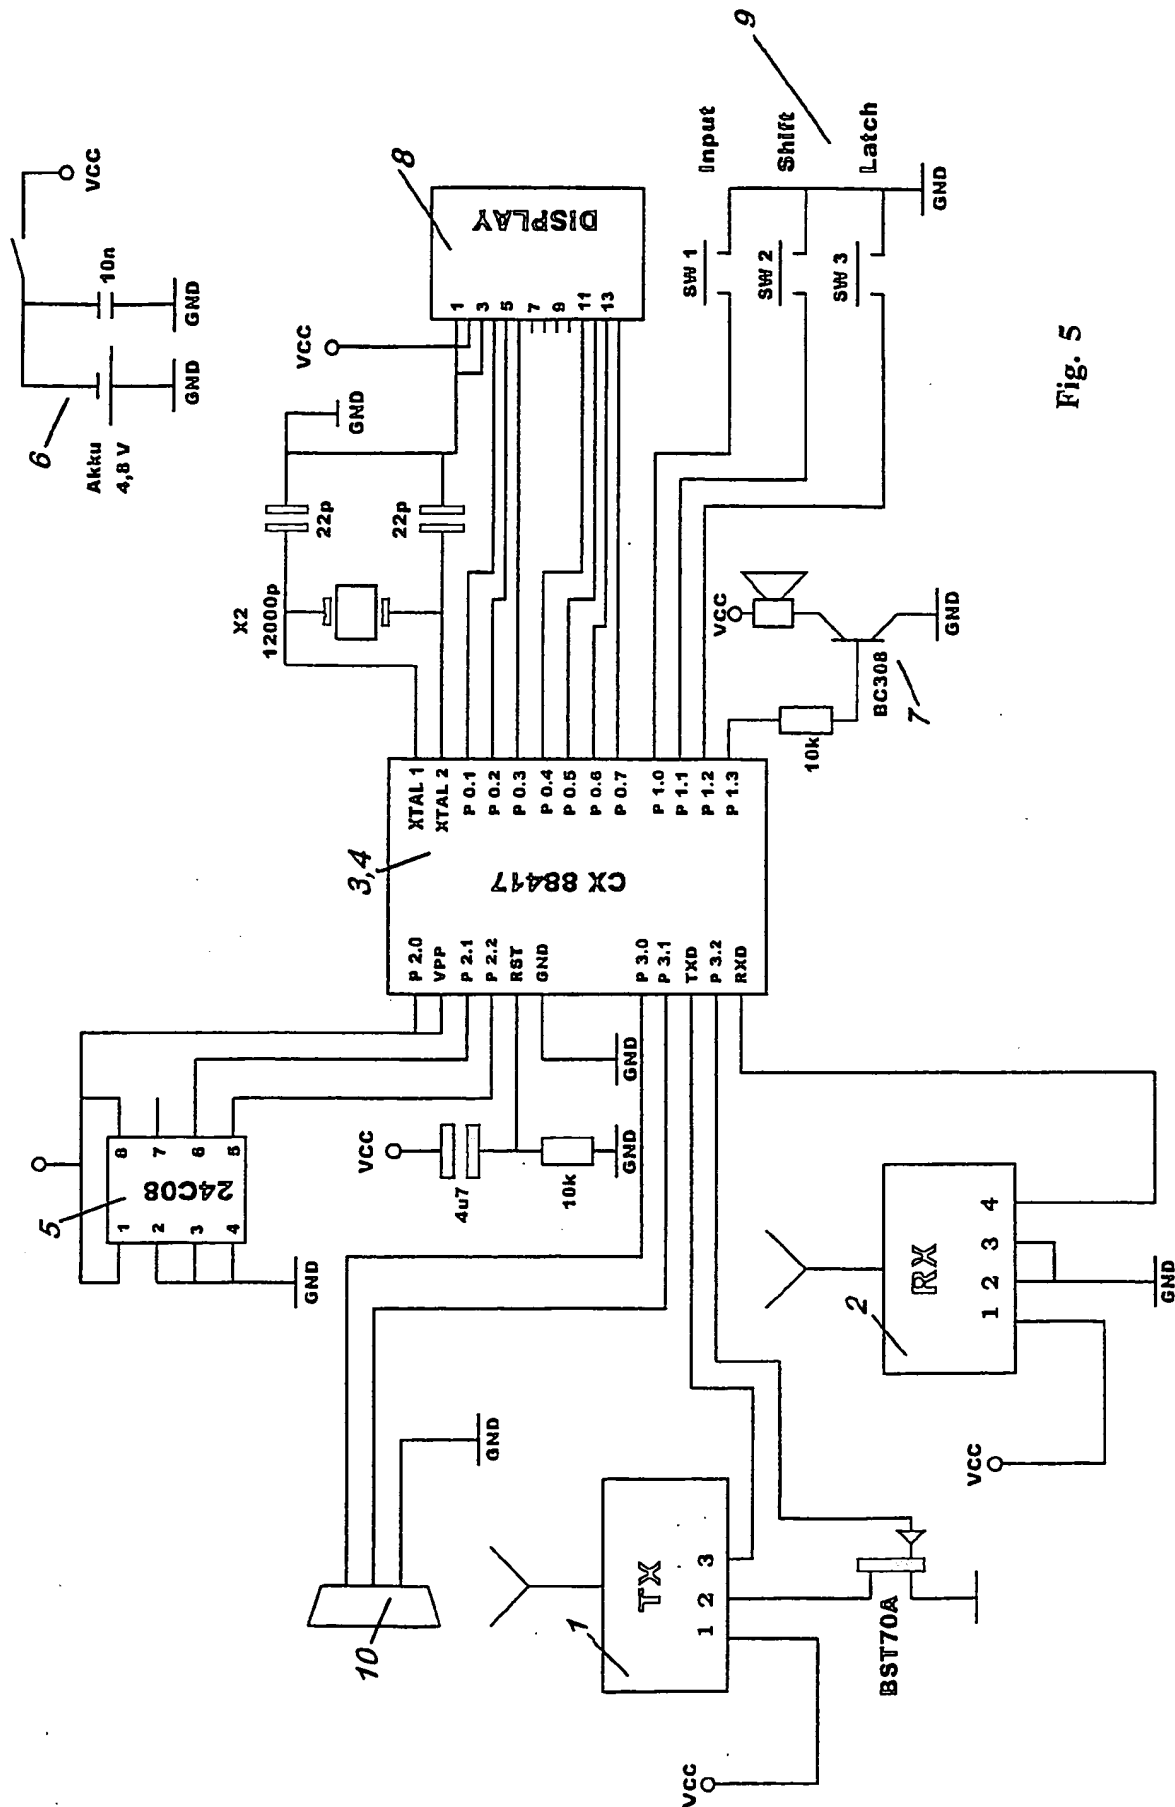 Akku
4,8 V
6
10n
VCC
GND
GND
X2
12000p
22p
22p
GND
VCC
1
3
5
7
9
11
13
DISPLAY
8
24C08
5
1
2
3
4
8
7
6
5
GND
VCC
4u7
10k
GND
GND
3,4
CX 88417
P 2.0
VPP
P 2.1
P 2.2
RST
GND
P 3.0
P 3.1
TXD
P 3.2
RXD
XTAL 1
XTAL 2
P 0.1
P 0.2
P 0.3
P 0.4
P 0.5
P 0.6
P 0.7
P 1.0
P 1.1
P 1.2
P 1.3
SW 1
SW 2
SW 3
Input
Shift
Latch
9
GND
10k
VCC
BC308
7
GND
10
GND
TX
1
1
2
3
VCC
BST70A
RX
2
1
2
3
4
VCC
GND
Fig. 5